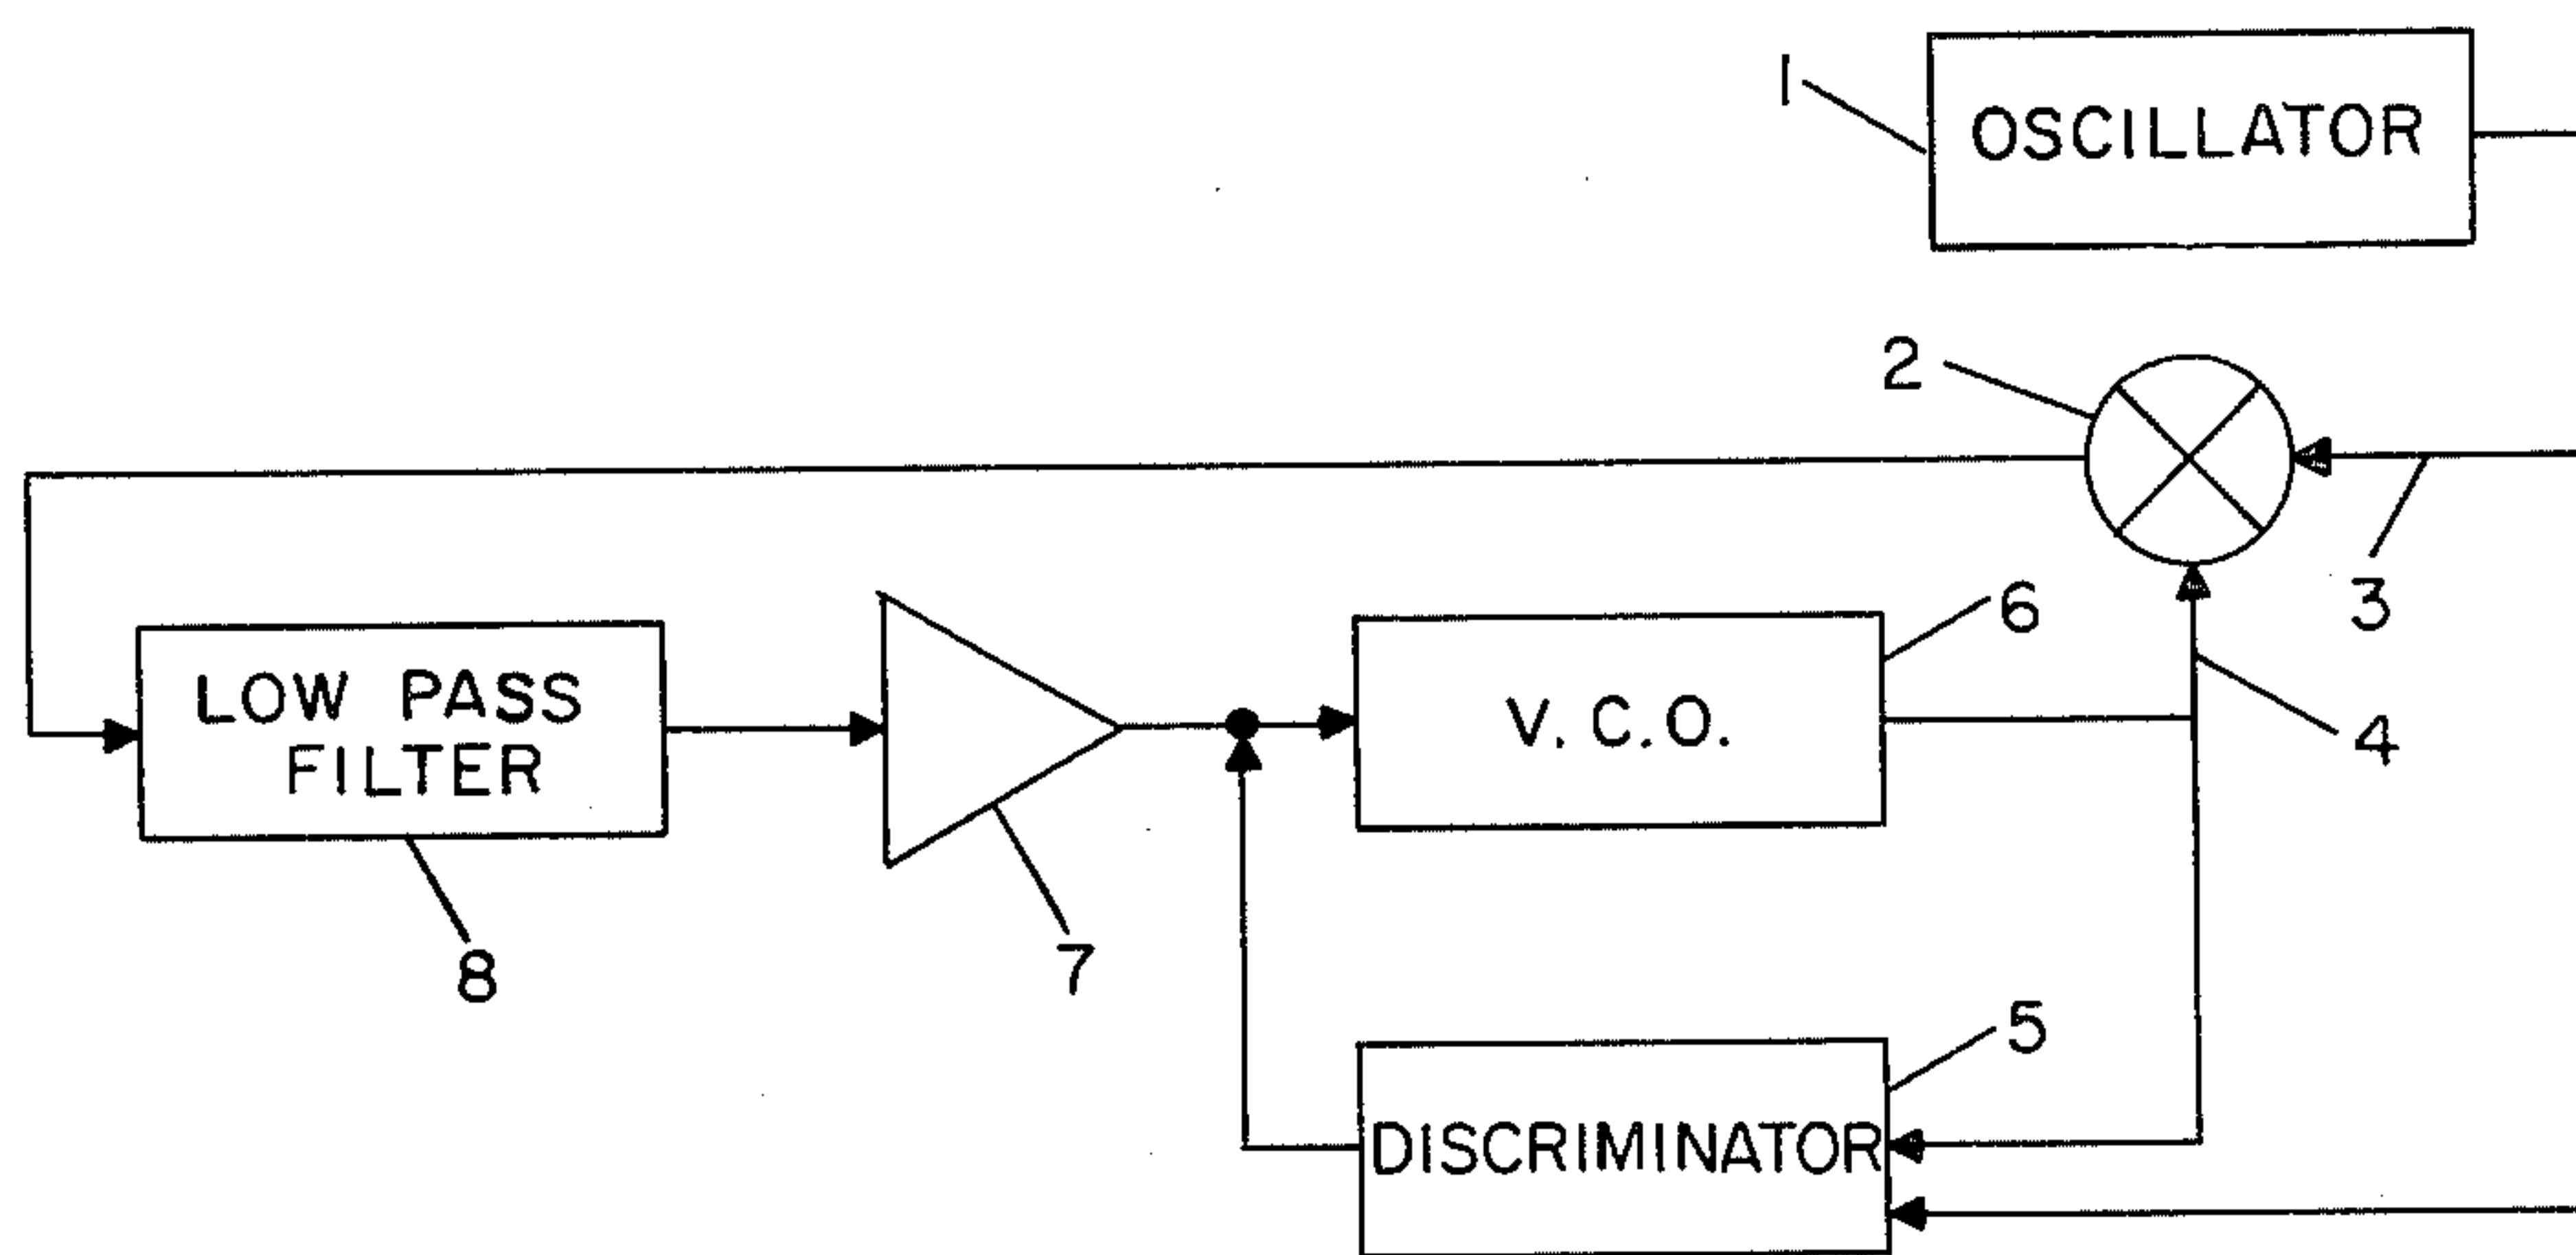 1
OSCILLATOR
2
3
LOW PASS
FILTER
V. C. O.
6
4
7
8
5
DISCRIMINATOR